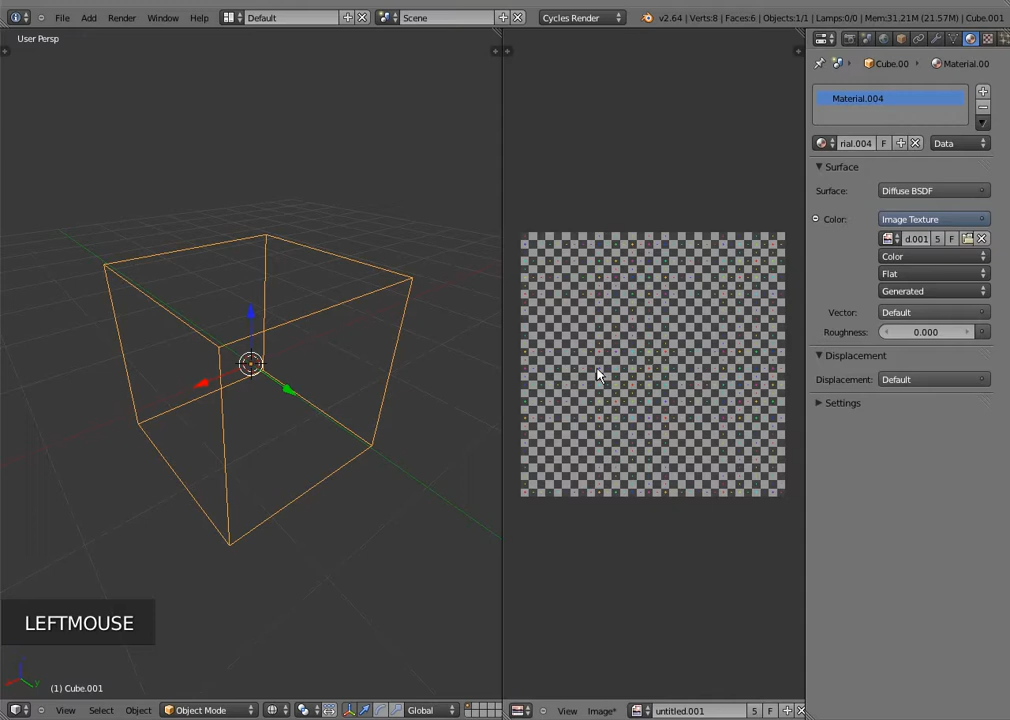 File Add Render Window Help Default Scene Cycles Render v2.64 | Verts:8 | Faces:6 | Objects:1/1 | Lamps:0/0 | Mem:31.21M (21.57M) | Cube.001
User Persp
Cube.00 Material.00
Material.004
rial.004 F Data
Surface
Surface: Diffuse BSDF
Color: Image Texture
d.001 5 F
Color
Flat
Generated
Vector: Default
Roughness: 0.000
Displacement
Displacement: Default
Settings
LEFTMOUSE
(1) Cube.001
View Select Object Object Mode Global View Image* untitled.001 5 F